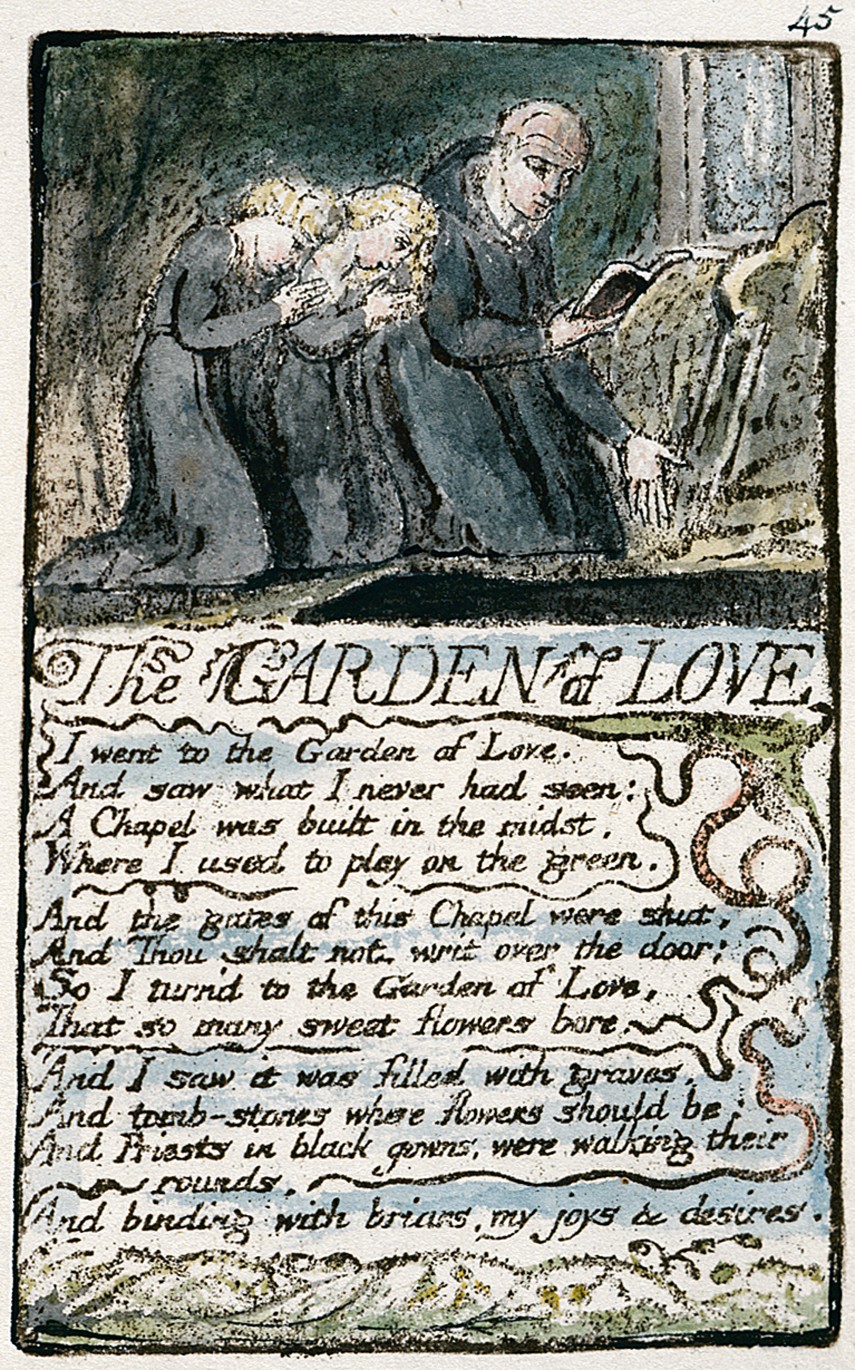 45
The GARDEN of LOVE
I went to the Garden of Love.
And saw what I never had seen:
A Chapel was built in the midst,
Where I used to play on the green.
And the gates of this Chapel were shut,
And Thou shalt not. writ over the door;
So I turn'd to the Garden of Love,
That so many sweet flowers bore.
And I saw it was filled with graves,
And tomb-stones where flowers should be:
And Priests in black gowns, were walking their
rounds,
And binding with briars, my joys & desires.